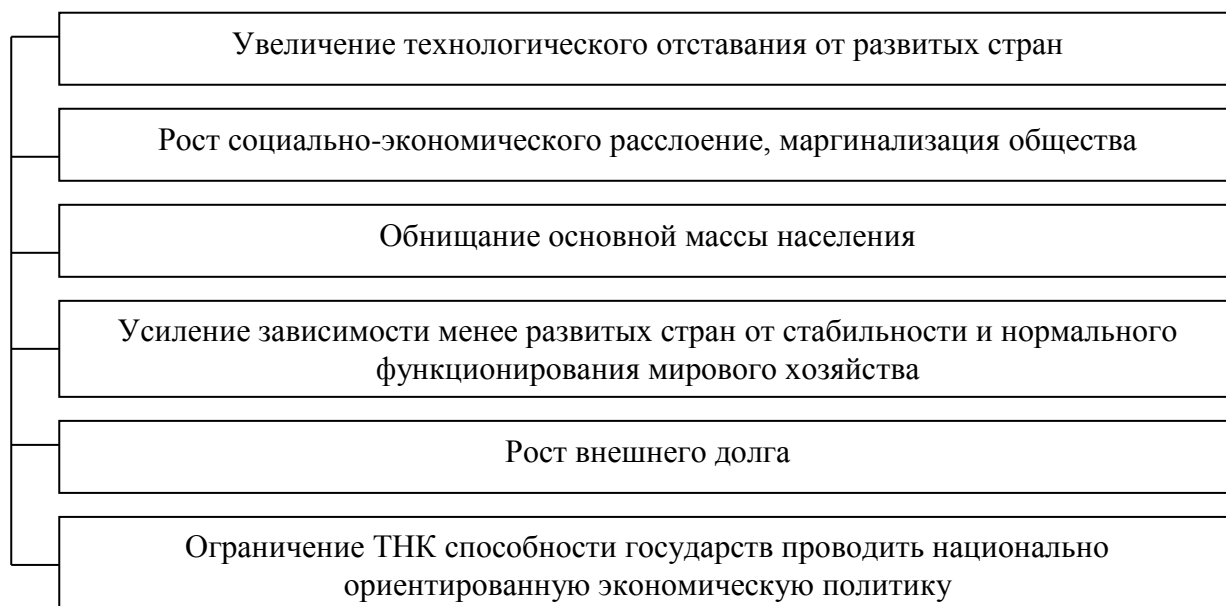 Увеличение технологического отставания от развитых стран
Рост социально-экономического расслоение, маргинализация общества
Обнищание основной массы населения
Усиление зависимости менее развитых стран от стабильности и нормального
функционирования мирового хозяйства
Рост внешнего долга
Ограничение ТНК способности государств проводить национально
ориентированную экономическую политику